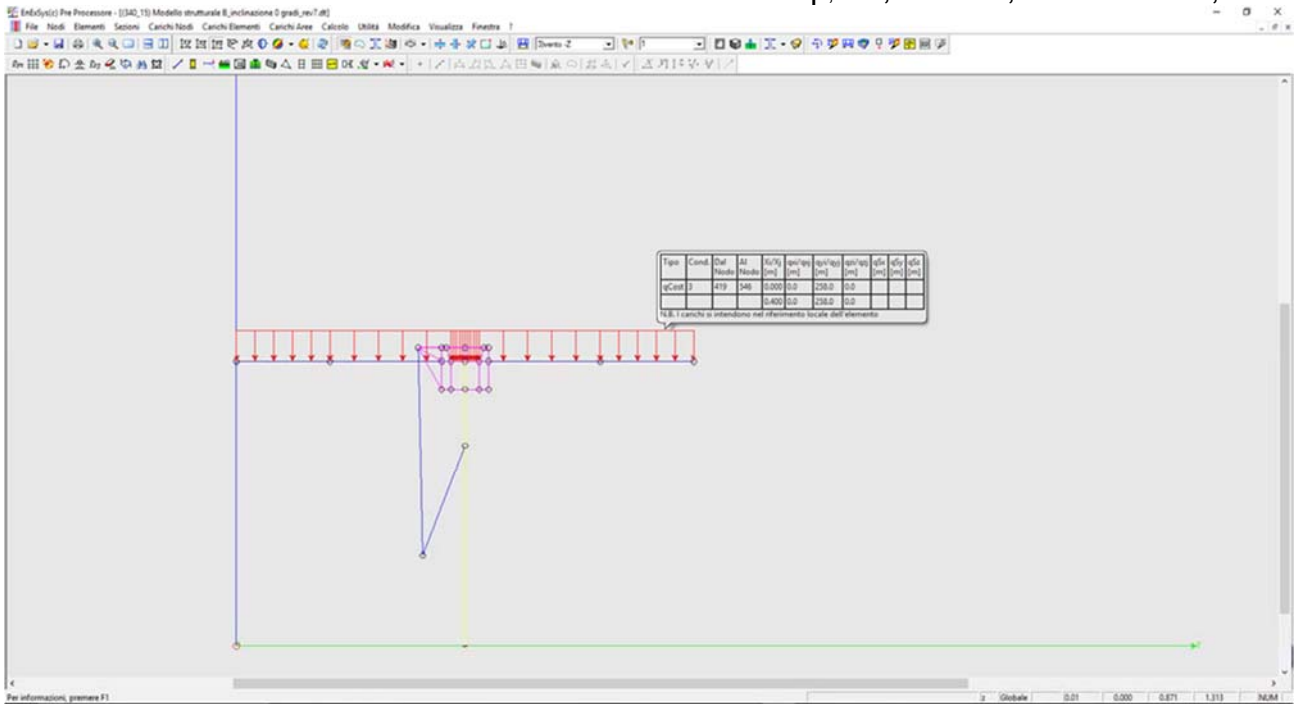 EnExSys(c) Pre Processore - [(340_15) Modello strutturale B_inclinazione 0 gradi_rev7.dt]
File Nodi Elementi Sezioni Carichi Nodi Carichi Elementi Carichi Aree Calcolo Utilità Modifica Visualizza Finestra ?
Tipo Cond. Dal Nodo Al Nodo Xi/Xj [m] qxi/qxj [m] qyi/qyj [m] qzi/qzj [m] qSx [m] qSy [m] qSz [m]
qCost 3 419 546 0.000 0.0 258.0 0.0
0.400 0.0 258.0 0.0
N.B. I carichi si intendono nel riferimento locale dell'elemento
Per informazioni, premere F1
Globale 0.01 0.000 0.871 1.313 NUM